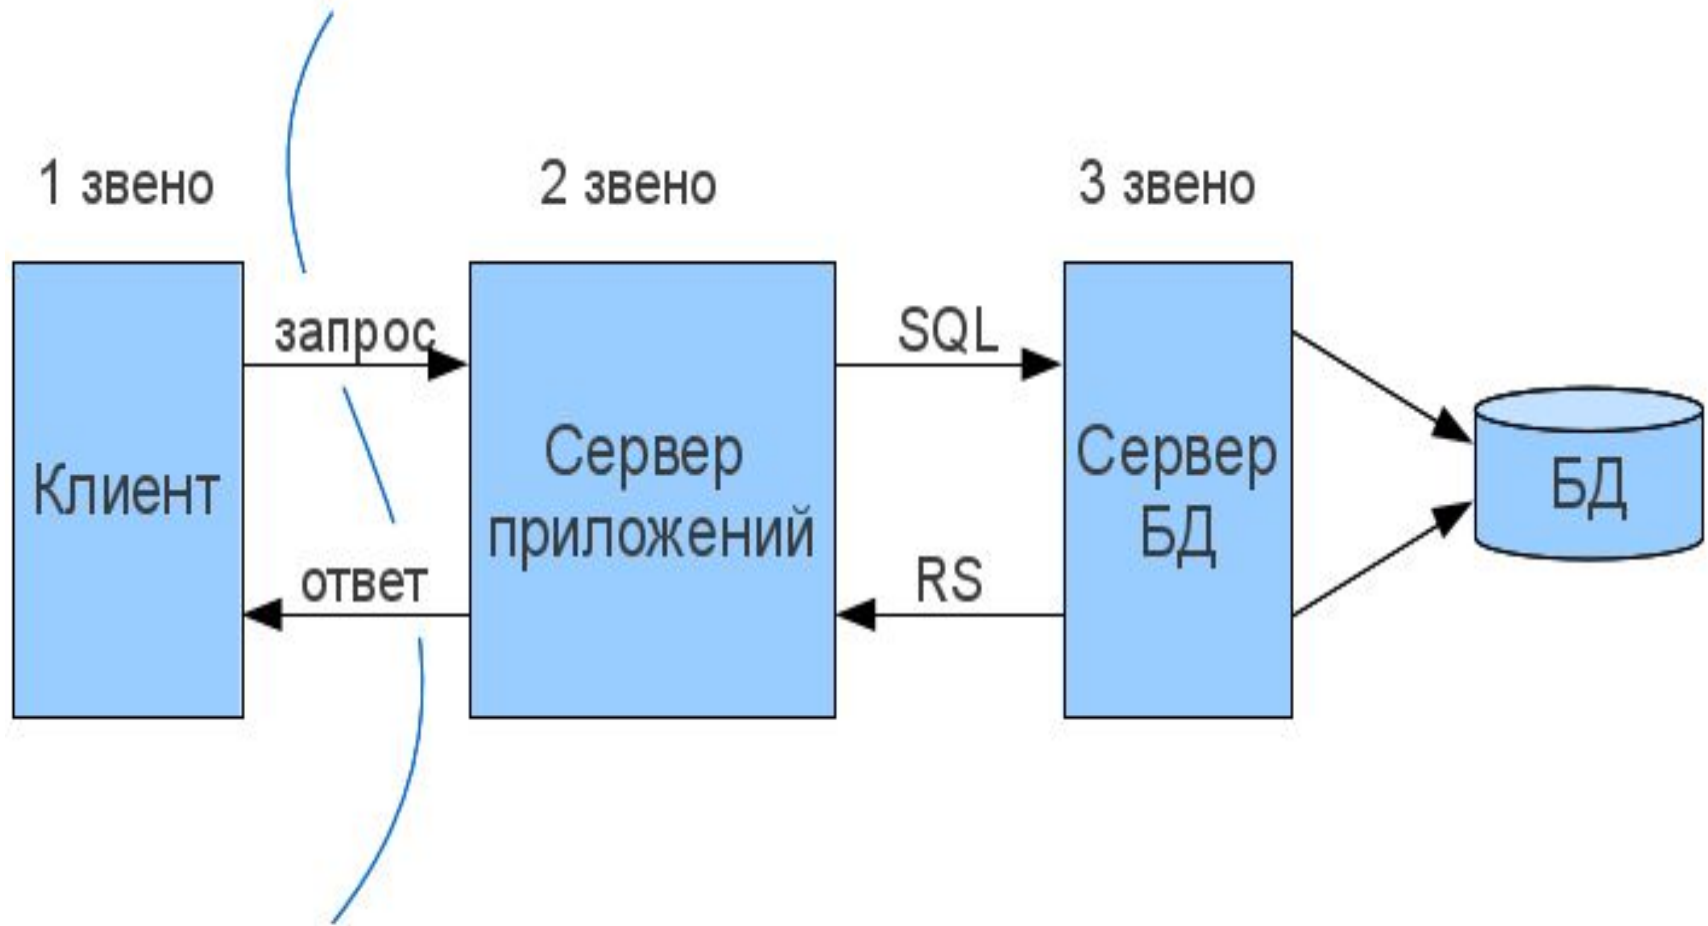 1 звено
2 звено
3 звено
запрос
SQL
Клиент
Сервер
приложений
Сервер
БД
БД
ответ
RS